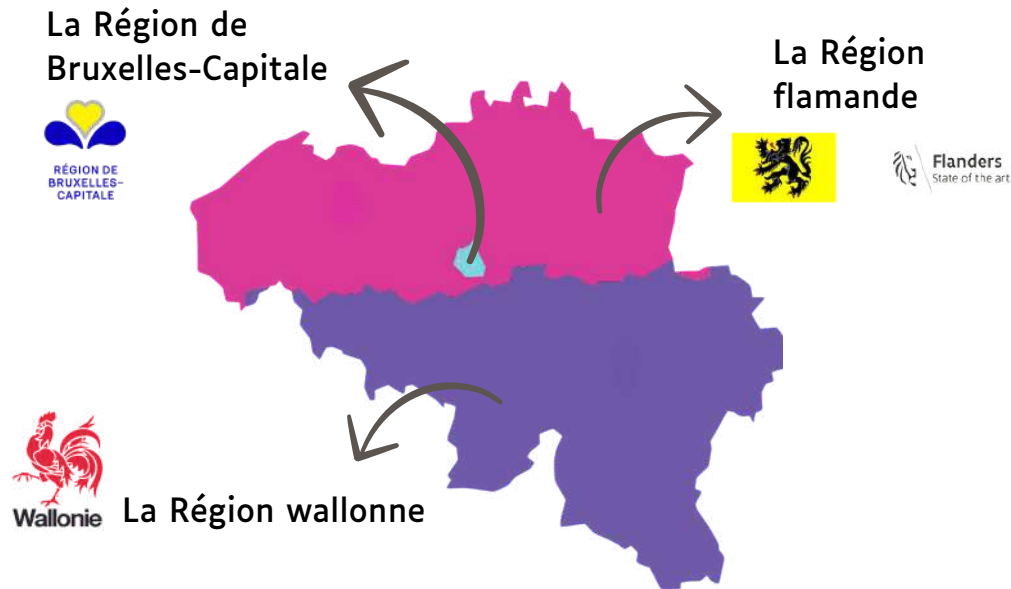 La Région de
Bruxelles-Capitale
RÉGION DE
BRUXELLES-
CAPITALE
La Région
flamande
Flanders
State of the art
Wallonie
La Région wallonne